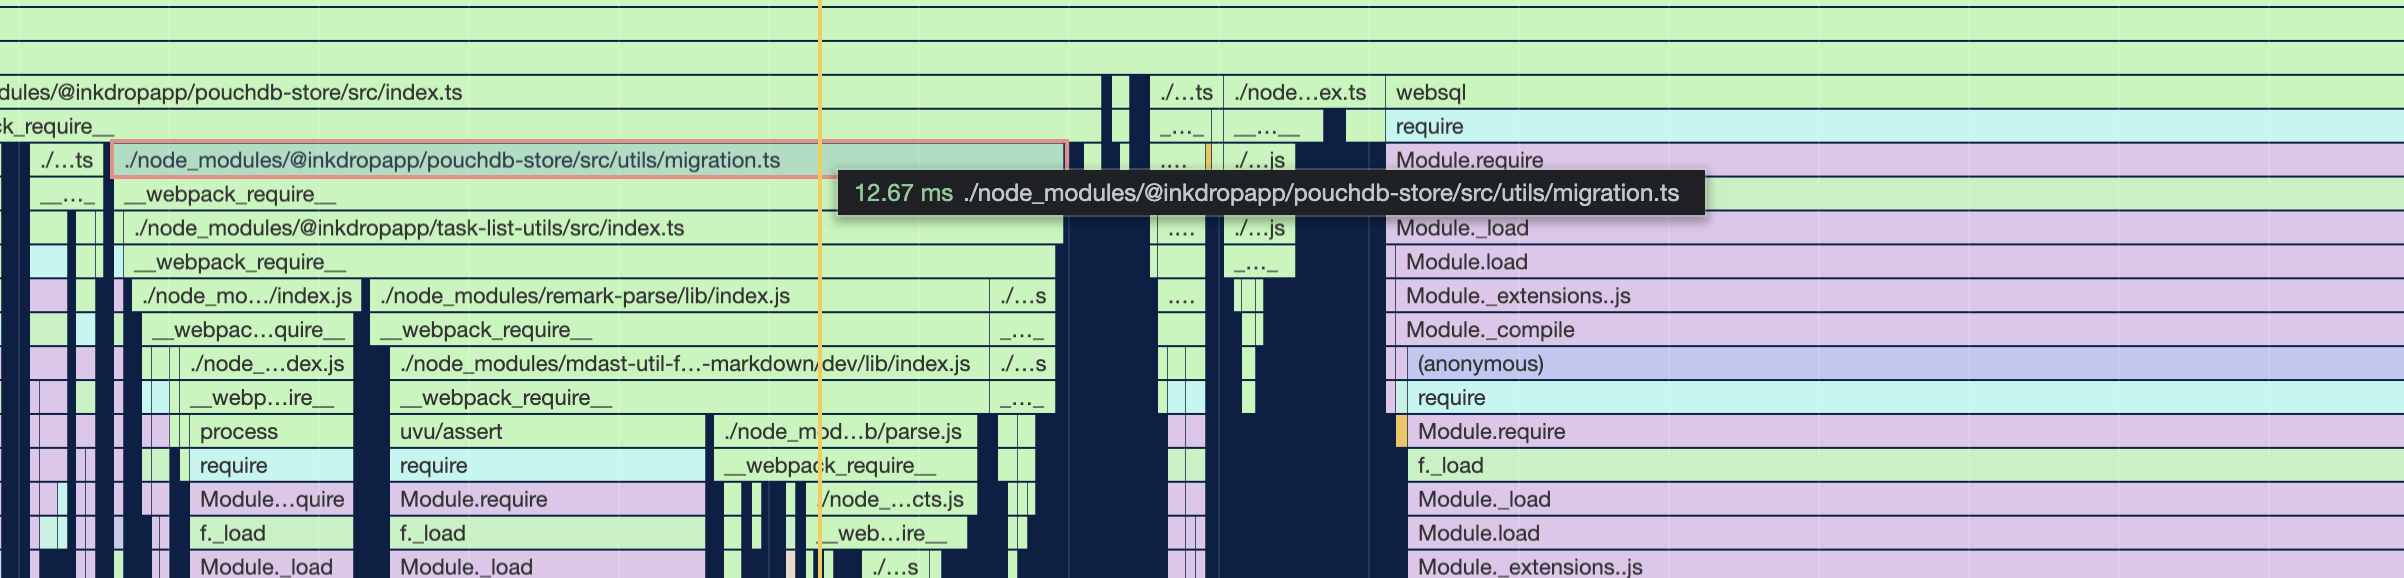 dules/@inkdropapp/pouchdb-store/src/index.ts
./…ts
./node…ex.ts
websql
k_require__
_…_
__…__
require
./…ts
./node_modules/@inkdropapp/pouchdb-store/src/utils/migration.ts
….
./…js
Module.require
__…_
__webpack_require__
12.67 ms ./node_modules/@inkdropapp/pouchdb-store/src/utils/migration.ts
./node_modules/@inkdropapp/task-list-utils/src/index.ts
….
./…js
Module._load
__webpack_require__
_…_
Module.load
./node_mo…/index.js
./node_modules/remark-parse/lib/index.js
./…s
….
Module._extensions..js
__webpac…quire__
__webpack_require__
_…_
Module._compile
./node_…dex.js
./node_modules/mdast-util-f…-markdown/dev/lib/index.js
./…s
(anonymous)
__webp…ire__
__webpack_require__
_…_
require
process
uvu/assert
./node_mod…b/parse.js
Module.require
require
require
__webpack_require__
f._load
Module…quire
Module.require
/node_…cts.js
Module._load
f._load
f._load
__web…ire__
Module.load
Module._load
Module._load
./…s
Module._extensions..js